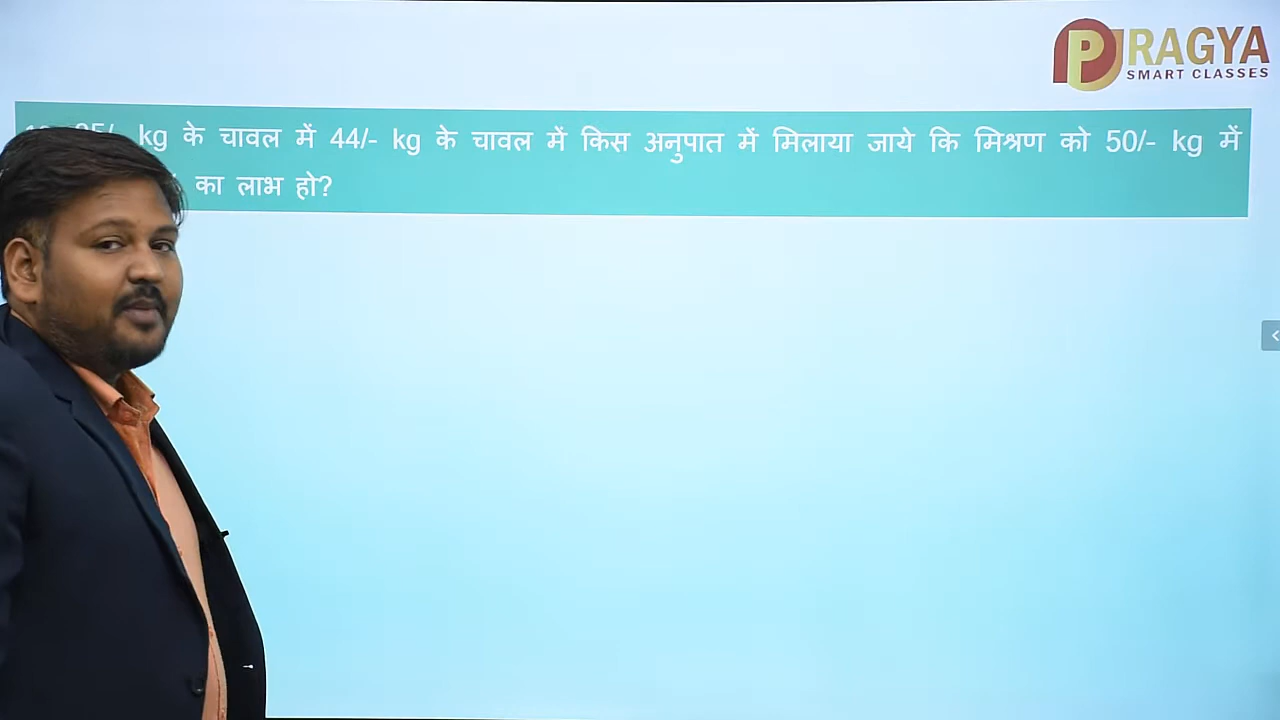 PRAGYA
SMART CLASSES
kg के चावल में 44/- kg के चावल में किस अनुपात में मिलाया जाये कि मिश्रण को 50/- kg में
का लाभ हो?